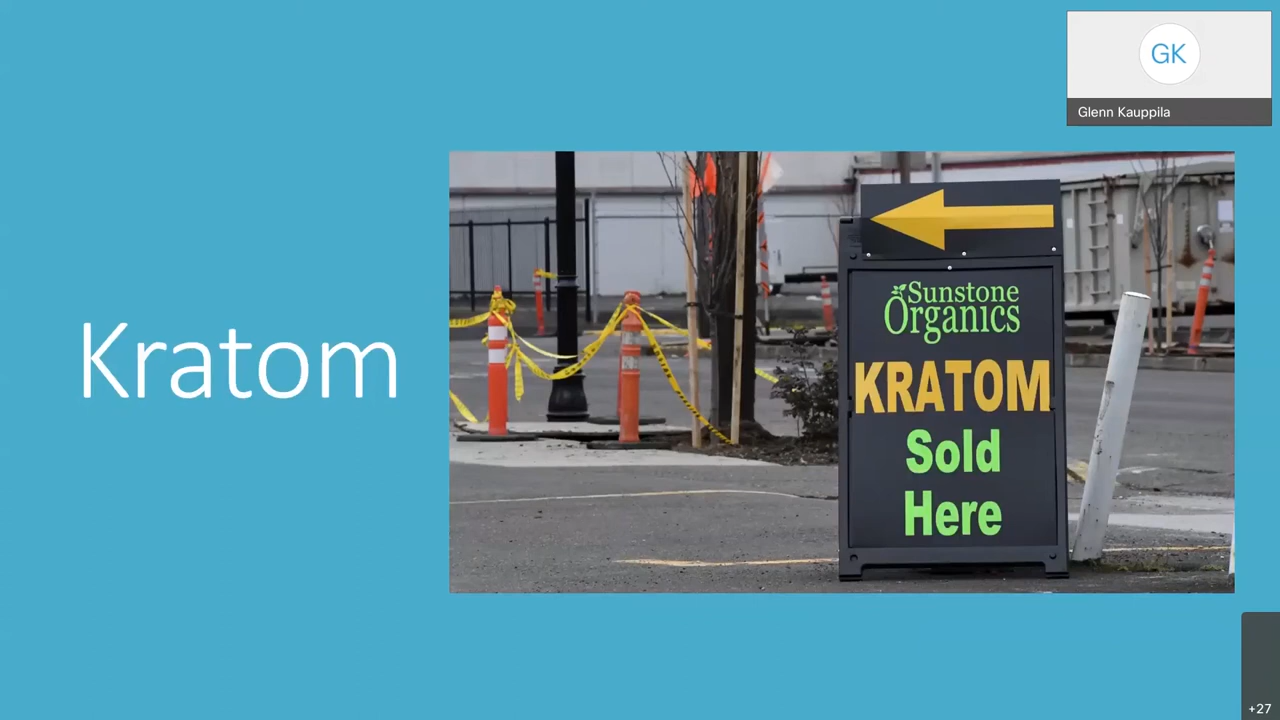 GK
Glenn Kauppila
Kratom
Sunstone
Organics
KRATOM
Sold
Here
+27